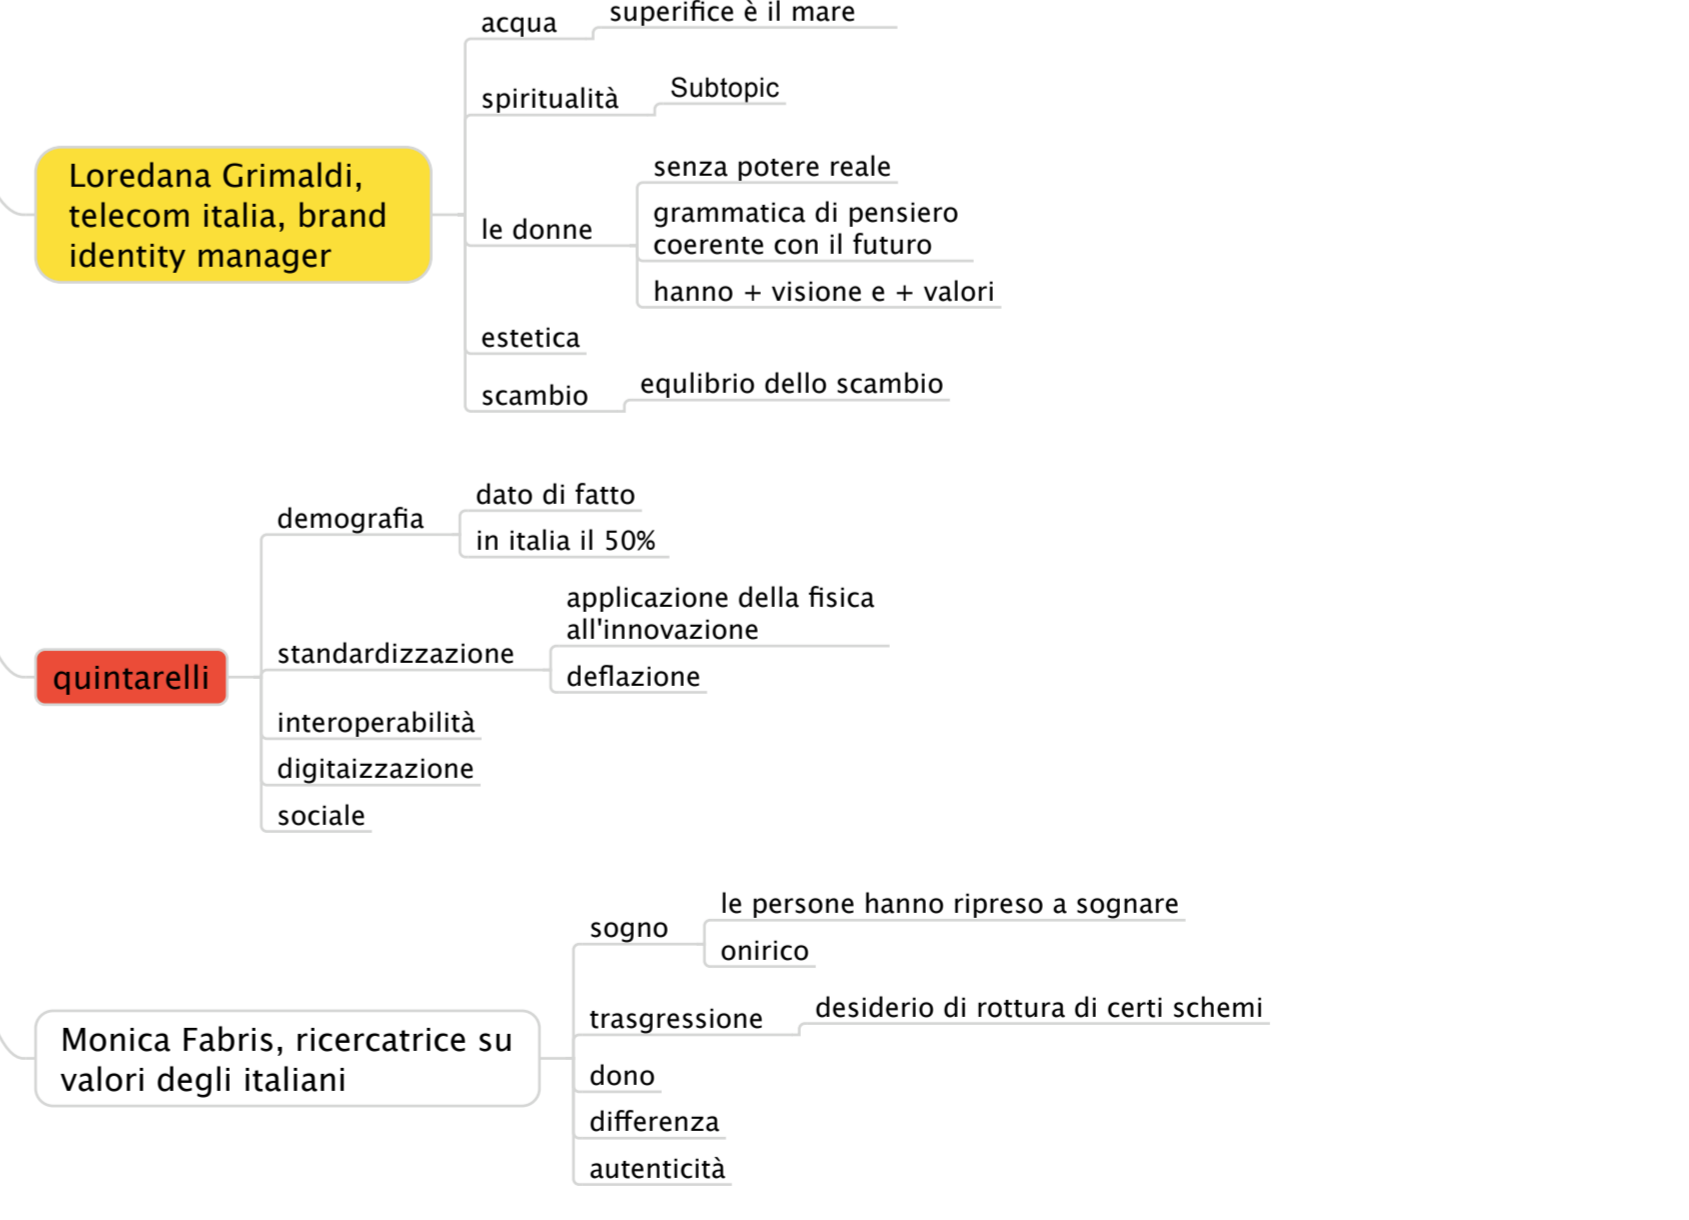 acqua
superifice è il mare
spiritualità
Subtopic
Loredana Grimaldi,
telecom italia, brand
identity manager
le donne
senza potere reale
grammatica di pensiero
coerente con il futuro
hanno + visione e + valori
estetica
scambio
equlibrio dello scambio
quintarelli
demografia
dato di fatto
in italia il 50%
standardizzazione
applicazione della fisica
all'innovazione
deflazione
interoperabilità
digitaizzazione
sociale
Monica Fabris, ricercatrice su
valori degli italiani
sogno
le persone hanno ripreso a sognare
onirico
trasgressione
desiderio di rottura di certi schemi
dono
differenza
autenticità